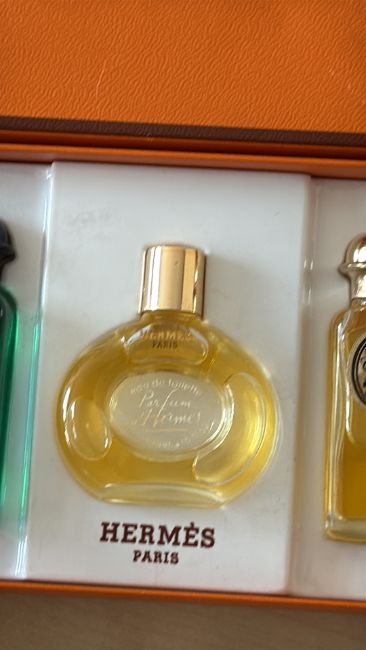 HERMÈS
PARIS
eau de toilette
Parfum
d'Hermès
HERMÈS
PARIS